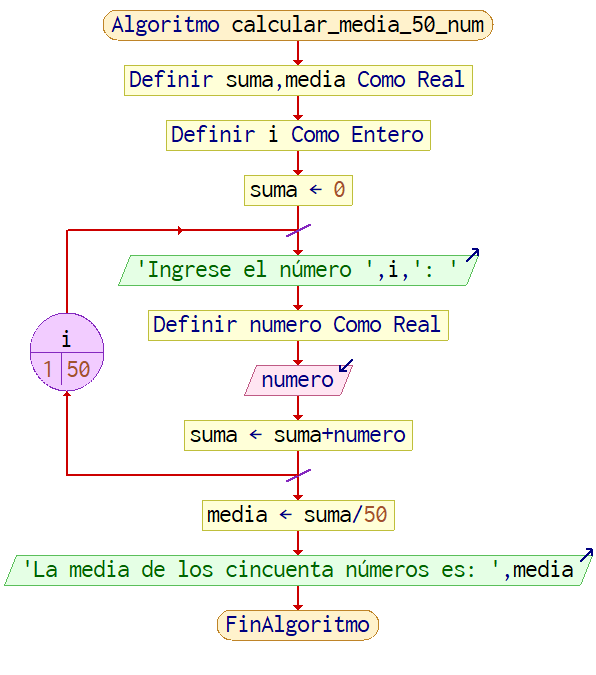 Algoritmo calcular_media_50_num
Definir suma,media Como Real
Definir i Como Entero
suma ← 0
'Ingrese el número ',i,': '
Definir numero Como Real
i
1 50
numero
suma ← suma+numero
media ← suma/50
'La media de los cincuenta números es: ',media
FinAlgoritmo